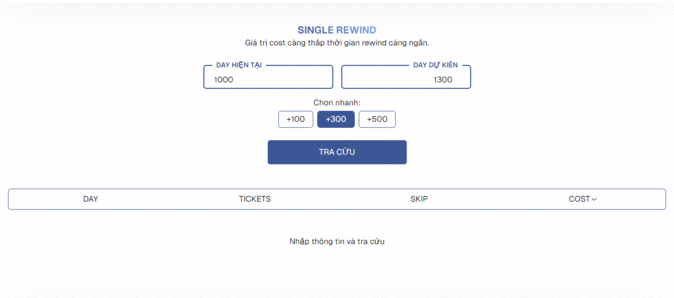 SINGLE REWIND
Giá trị cost càng thấp thời gian rewind càng ngắn.
DAY HIỆN TẠI DAY DỰ KIẾN
1000 1300
Chọn nhanh:
+100 +300 +500
TRA CỨU
DAY TICKETS SKIP COST
Nhập thông tin và tra cứu